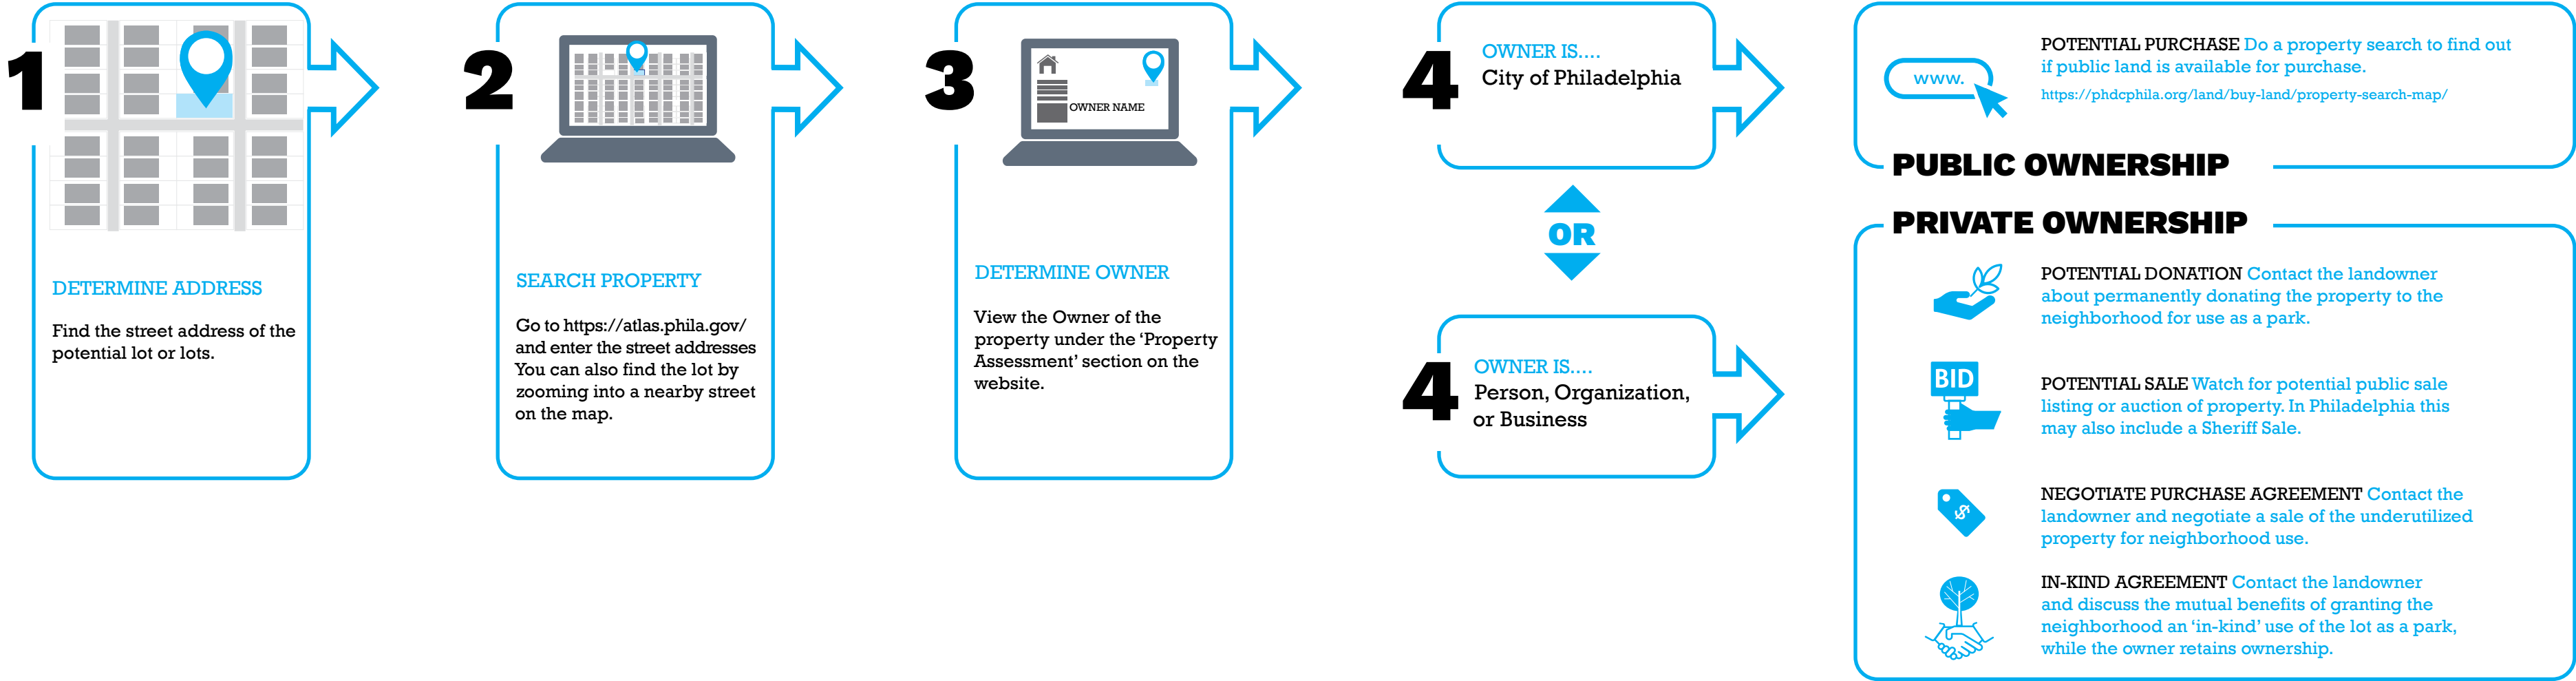 1
DETERMINE ADDRESS
Find the street address of the
potential lot or lots.
2
SEARCH PROPERTY
Go to https://atlas.phila.gov/
and enter the street addresses
You can also find the lot by
zooming into a nearby street
on the map.
3
OWNER NAME
DETERMINE OWNER
View the Owner of the
property under the ‘Property
Assessment’ section on the
website.
4
OWNER IS....
City of Philadelphia
OR
4
OWNER IS....
Person, Organization,
or Business
www.
POTENTIAL PURCHASE Do a property search to find out
if public land is available for purchase.
https://phdcphila.org/land/buy-land/property-search-map/
PUBLIC OWNERSHIP
PRIVATE OWNERSHIP
POTENTIAL DONATION Contact the landowner
about permanently donating the property to the
neighborhood for use as a park.
BID
POTENTIAL SALE Watch for potential public sale
listing or auction of property. In Philadelphia this
may also include a Sheriff Sale.
$
NEGOTIATE PURCHASE AGREEMENT Contact the
landowner and negotiate a sale of the underutilized
property for neighborhood use.
IN-KIND AGREEMENT Contact the landowner
and discuss the mutual benefits of granting the
neighborhood an ‘in-kind’ use of the lot as a park,
while the owner retains ownership.